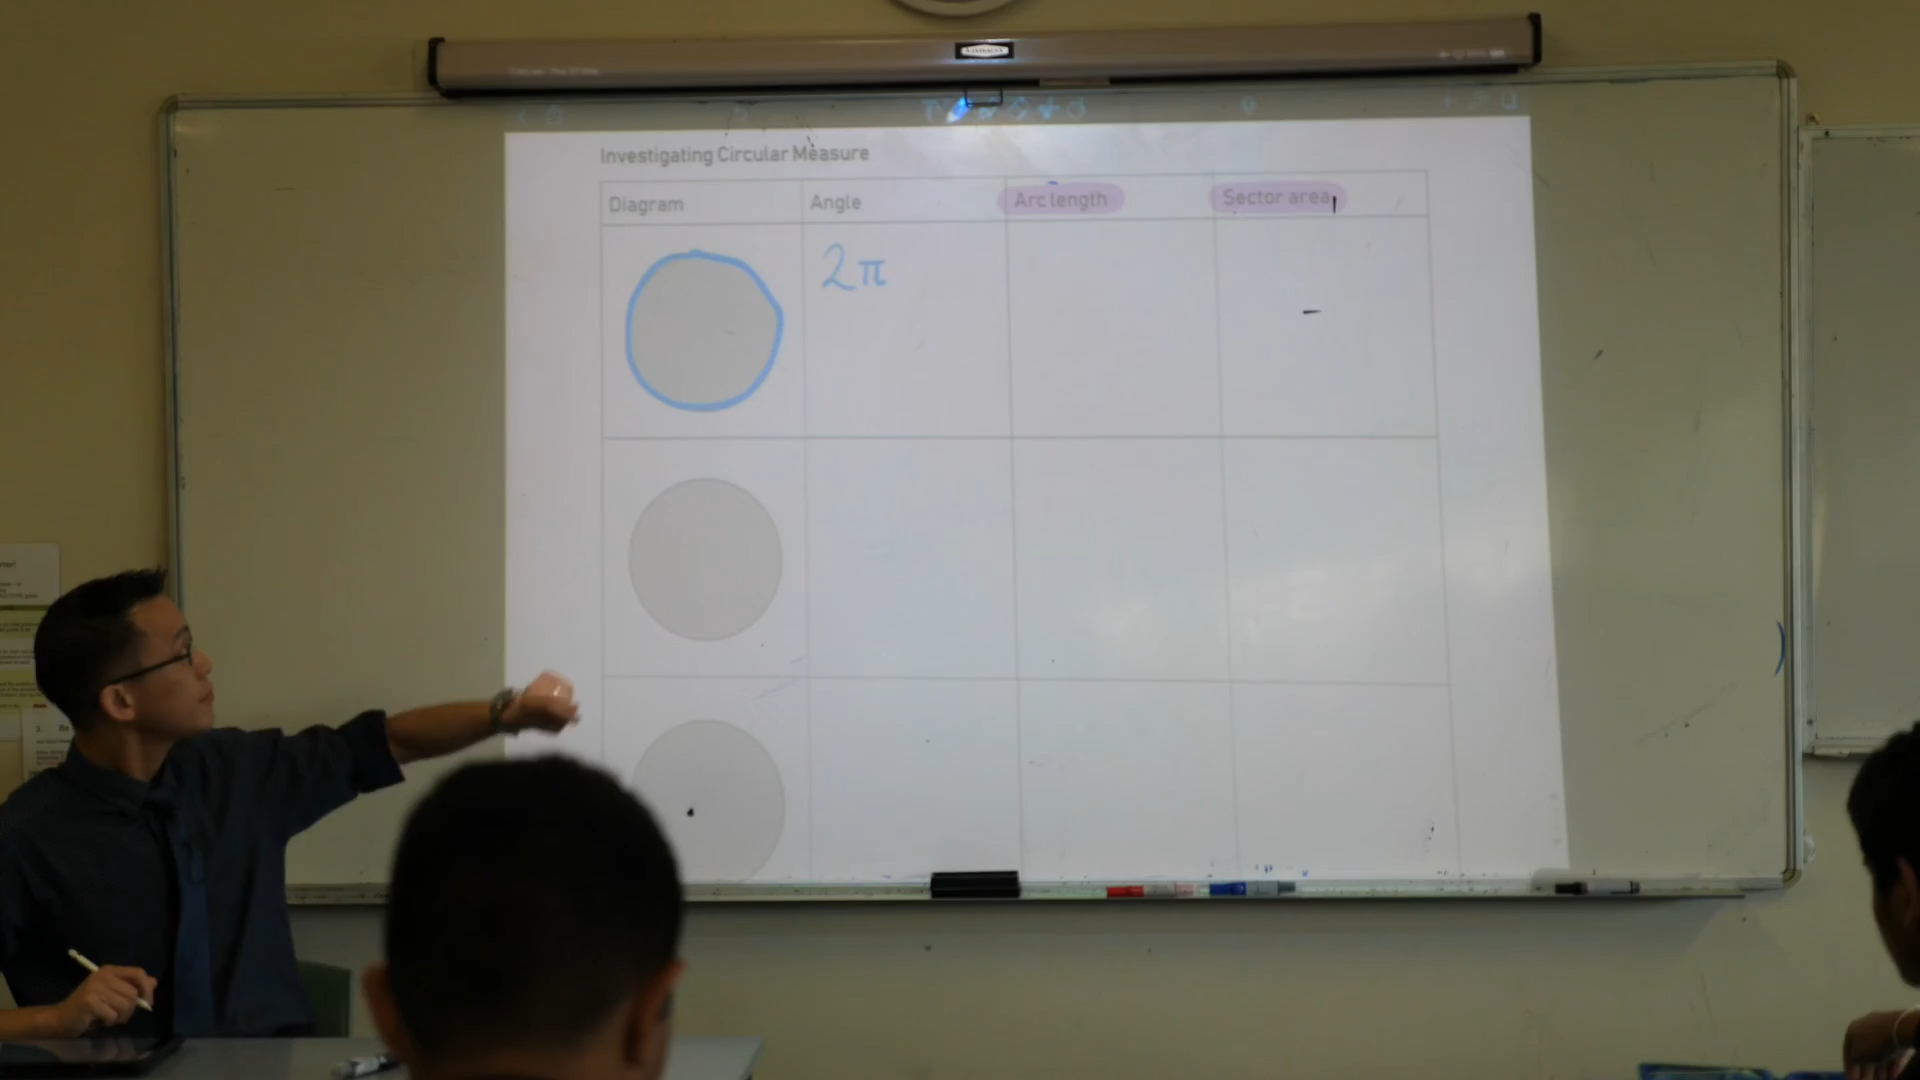 Investigating Circular Measure
Diagram Angle Arc length Sector area
2π